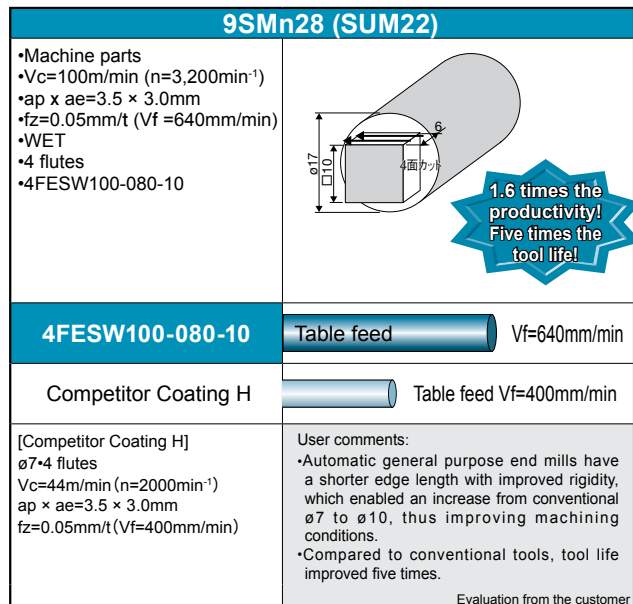 9SMn28 (SUM22)
•Machine parts
•Vc=100m/min (n=3,200min⁻¹)
•ap x ae=3.5 × 3.0mm
•fz=0.05mm/t (Vf =640mm/min)
•WET
•4 flutes
•4FESW100-080-10
ø17
□10
6
4面カット
1.6 times the
productivity!
Five times the
tool life!
4FESW100-080-10
Table feed
Vf=640mm/min
Competitor Coating H
Table feed Vf=400mm/min
[Competitor Coating H]
ø7•4 flutes
Vc=44m/min(n=2000min⁻¹)
ap × ae=3.5 × 3.0mm
fz=0.05mm/t(Vf=400mm/min)
User comments:
•Automatic general purpose end mills have
a shorter edge length with improved rigidity,
which enabled an increase from conventional
ø7 to ø10, thus improving machining
conditions.
•Compared to conventional tools, tool life
improved five times.
Evaluation from the customer